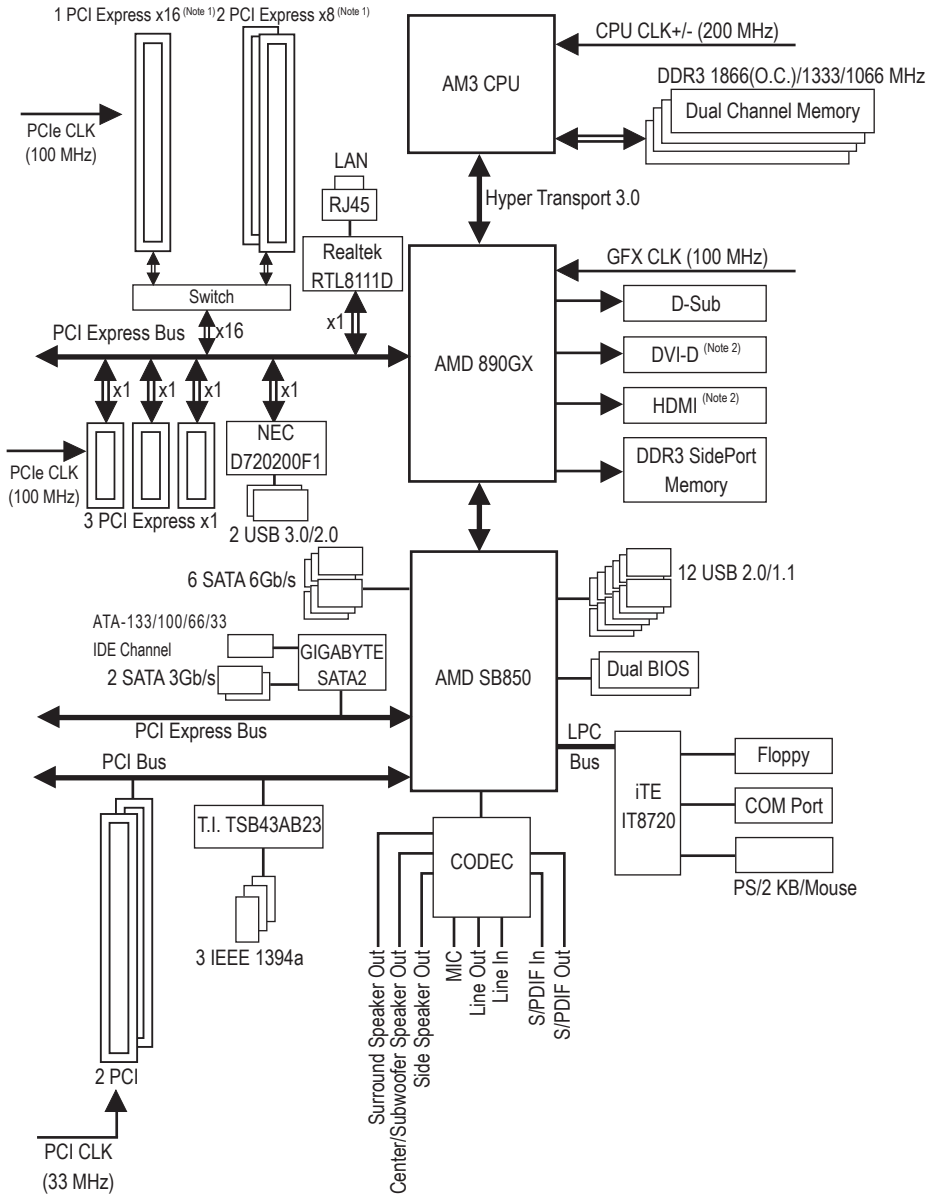 1 PCI Express x16 (Note 1)
2 PCI Express x8 (Note 1)
CPU CLK+/- (200 MHz)
AM3 CPU
DDR3 1866(O.C.)/1333/1066 MHz
Dual Channel Memory
PCIe CLK
(100 MHz)
LAN
RJ45
Hyper Transport 3.0
Realtek
RTL8111D
GFX CLK (100 MHz)
Switch
D-Sub
x16
x1
PCI Express Bus
AMD 890GX
DVI-D (Note 2)
x1
x1
x1
x1
HDMI (Note 2)
NEC
D720200F1
DDR3 SidePort
Memory
PCIe CLK
(100 MHz)
3 PCI Express x1
2 USB 3.0/2.0
6 SATA 6Gb/s
12 USB 2.0/1.1
ATA-133/100/66/33
IDE Channel
GIGABYTE
SATA2
2 SATA 3Gb/s
AMD SB850
Dual BIOS
PCI Express Bus
LPC
Bus
PCI Bus
Floppy
iTE
IT8720
COM Port
T.I. TSB43AB23
CODEC
PS/2 KB/Mouse
3 IEEE 1394a
Surround Speaker Out
Center/Subwoofer Speaker Out
Side Speaker Out
MIC
Line Out
Line In
S/PDIF In
S/PDIF Out
2 PCI
PCI CLK
(33 MHz)